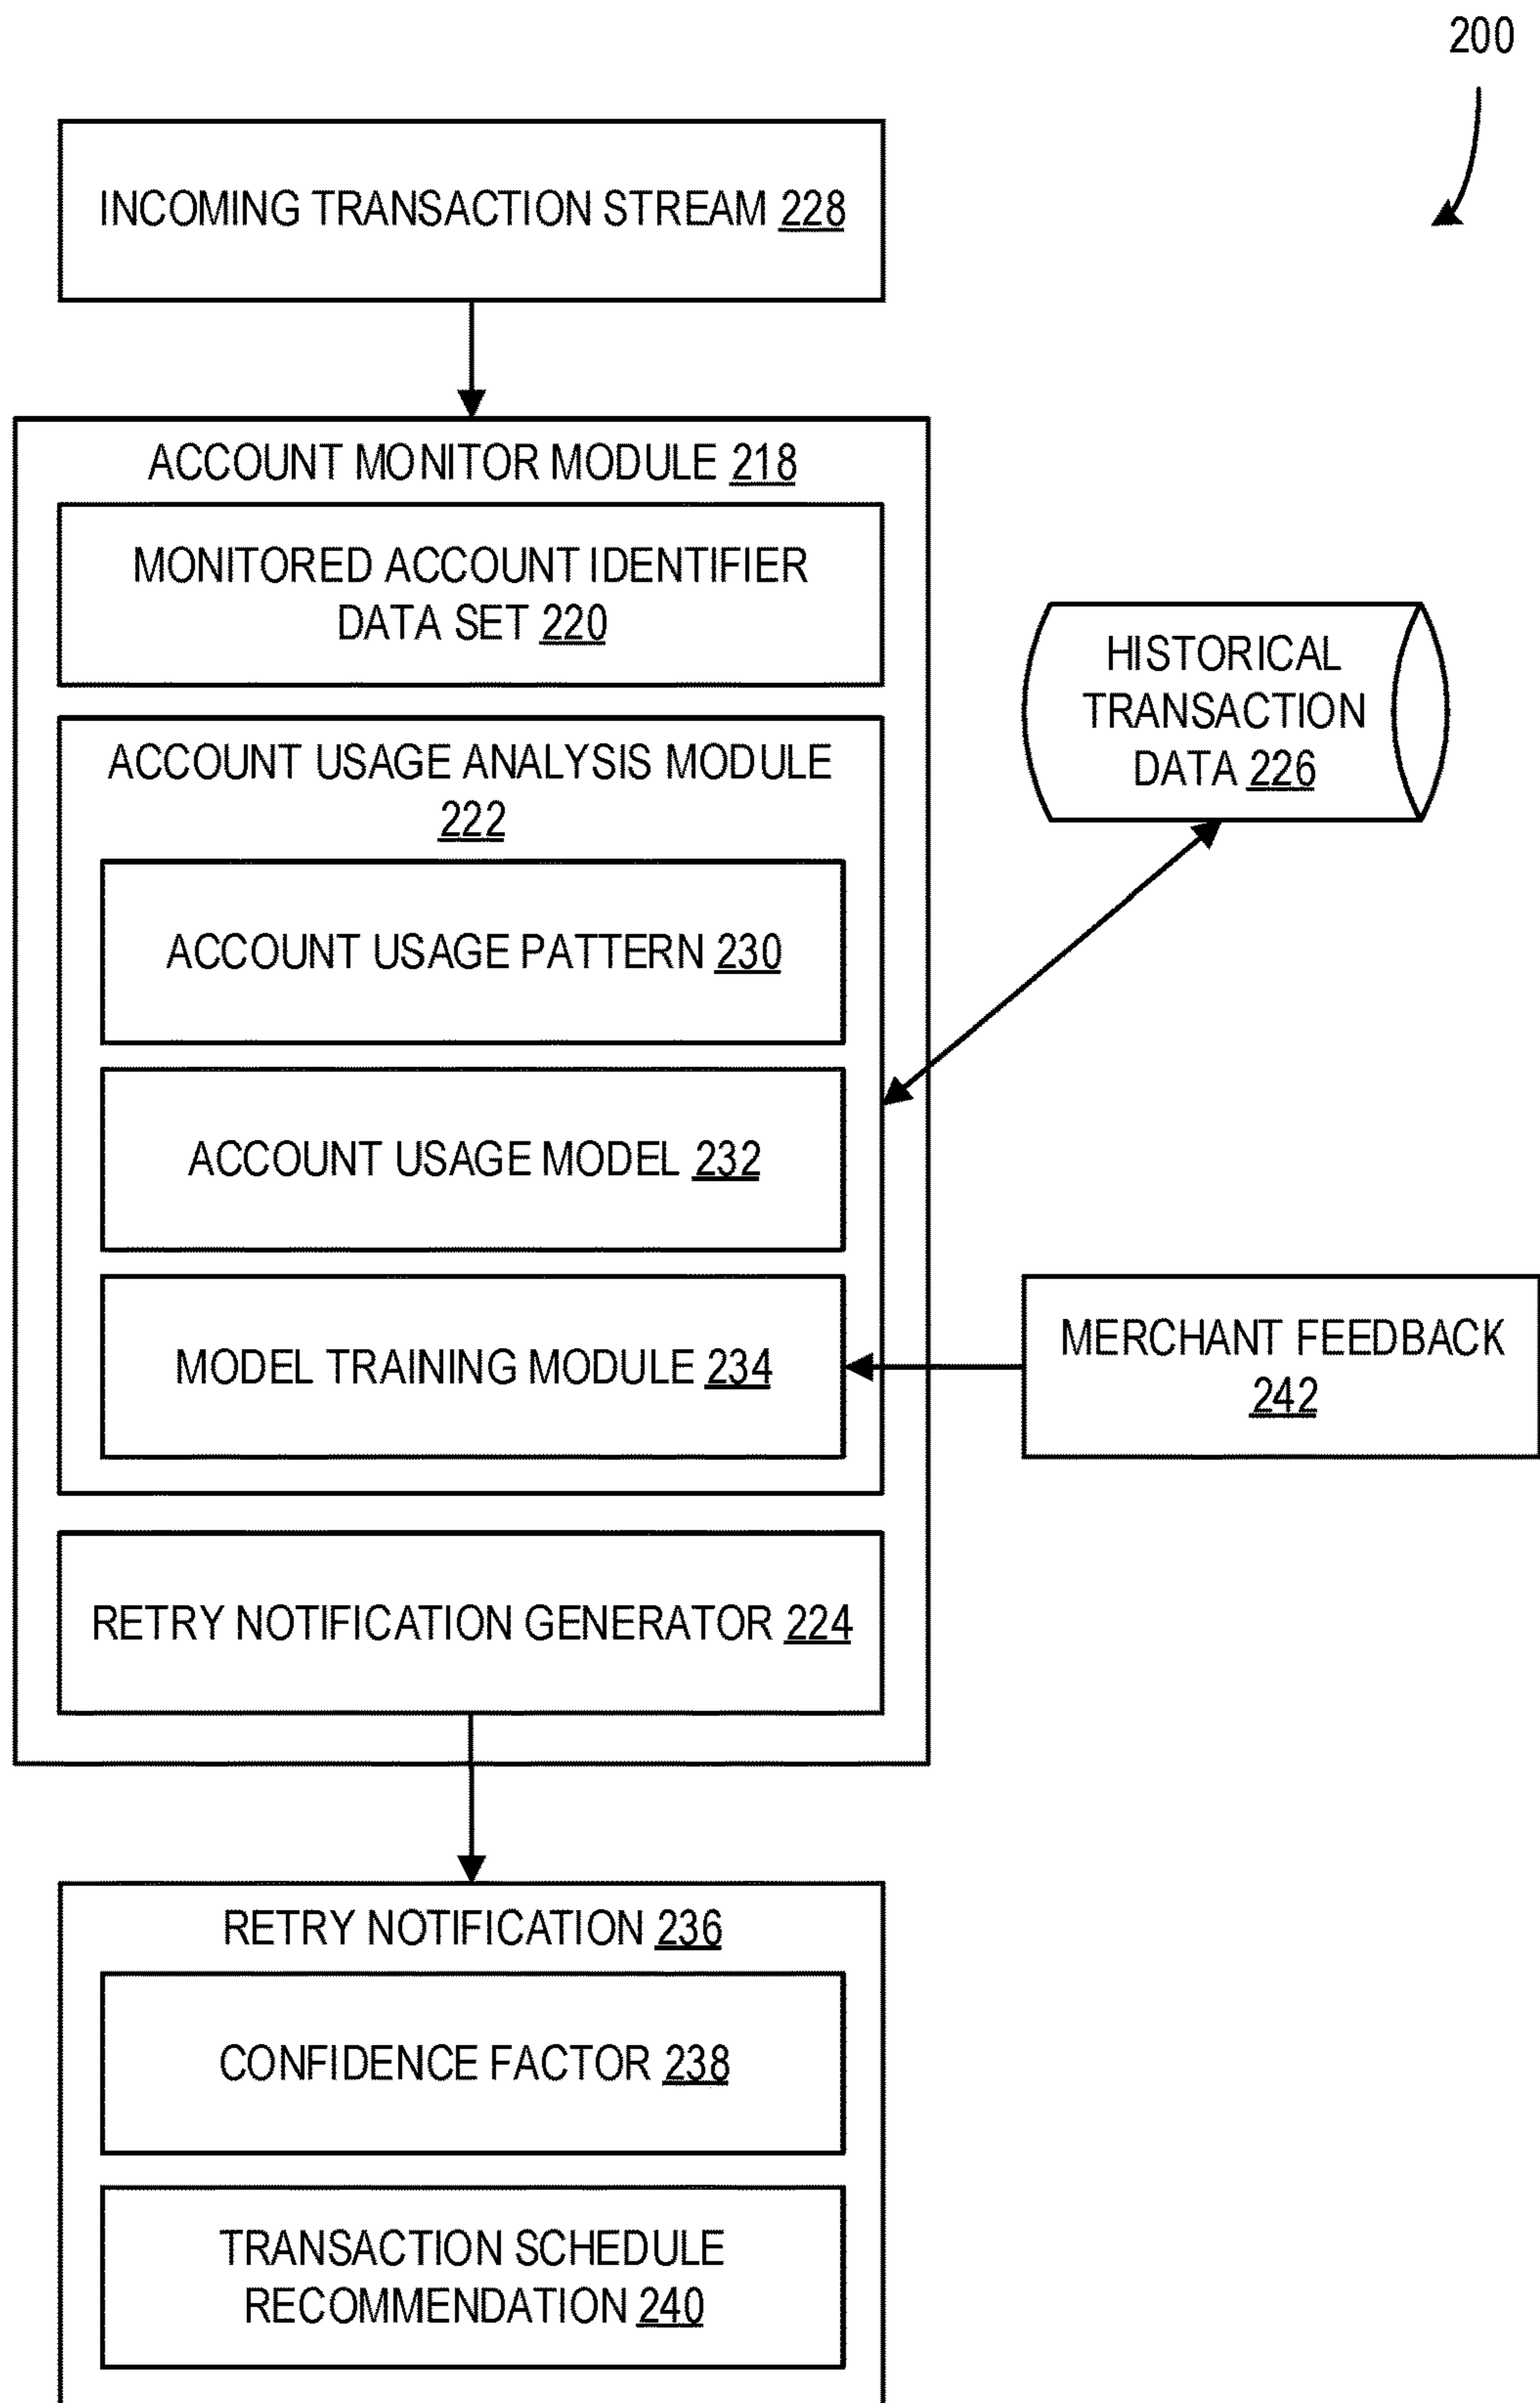 200
INCOMING TRANSACTION STREAM 228
ACCOUNT MONITOR MODULE 218
MONITORED ACCOUNT IDENTIFIER
DATA SET 220
HISTORICAL
TRANSACTION
DATA 226
ACCOUNT USAGE ANALYSIS MODULE
222
ACCOUNT USAGE PATTERN 230
ACCOUNT USAGE MODEL 232
MODEL TRAINING MODULE 234
MERCHANT FEEDBACK
242
RETRY NOTIFICATION GENERATOR 224
RETRY NOTIFICATION 236
CONFIDENCE FACTOR 238
TRANSACTION SCHEDULE
RECOMMENDATION 240